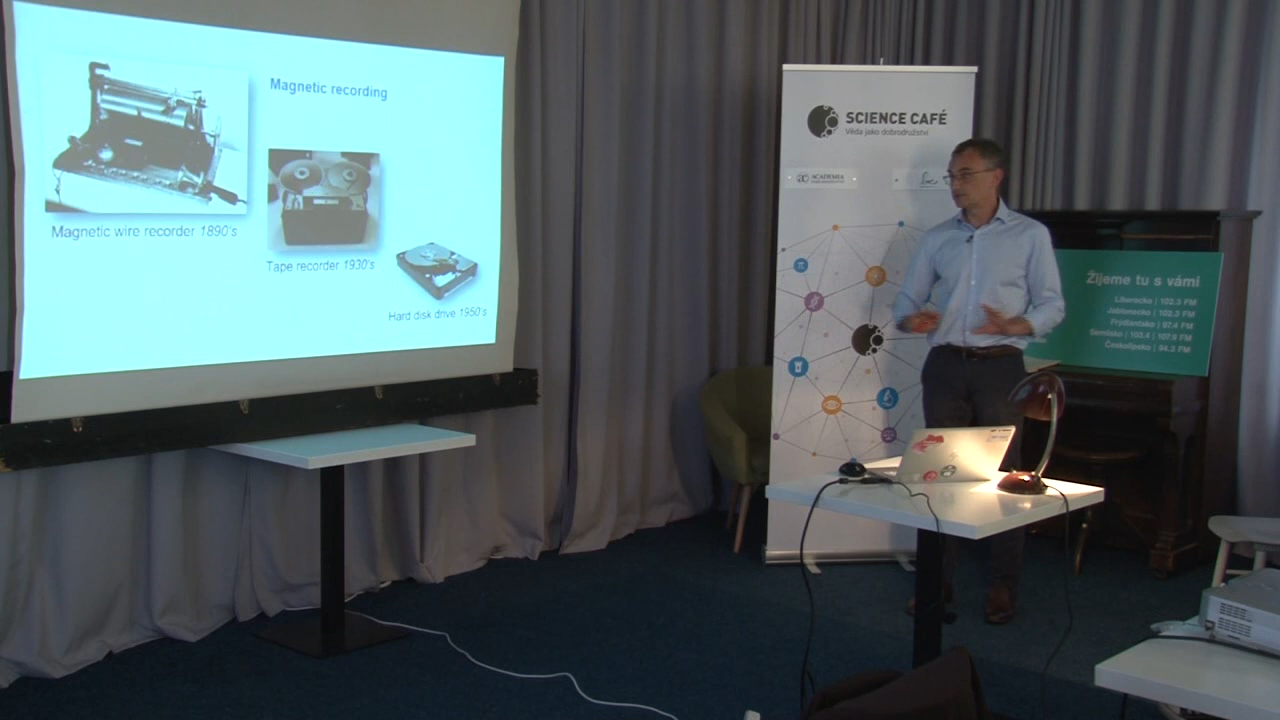 Magnetic recording
Magnetic wire recorder 1890's
Tape recorder 1930's
Hard disk drive 1950's
SCIENCE CAFÉ
Věda jako dobrodružství
ACADEMIA
Žijeme tu s vámi
Liberecko | 102.3 FM
Jablonecko | 102.3 FM
Frýdlantsko | 97.4 FM
Semilsko | 103.4 | 107.9 FM
Českolipsko | 94.3 FM